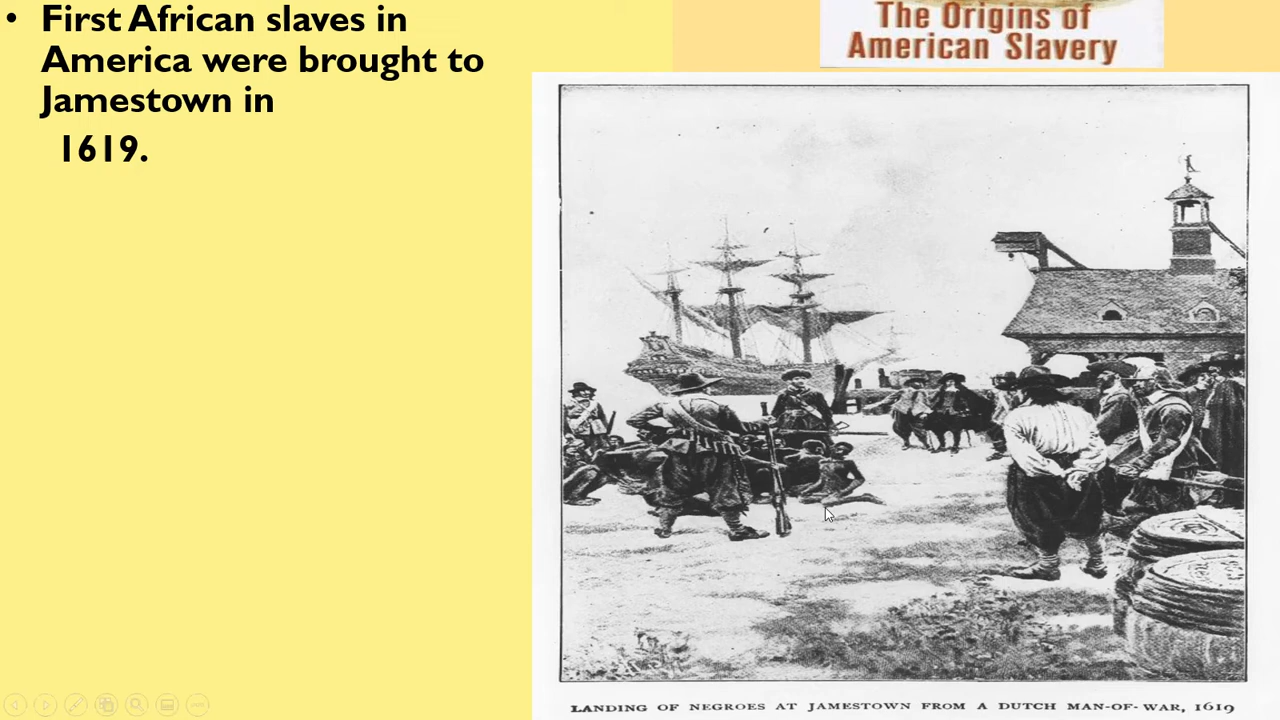 • First African slaves in
America were brought to
Jamestown in
1619.
The Origins of
American Slavery
LANDING OF NEGROES AT JAMESTOWN FROM A DUTCH MAN-OF-WAR, 1619